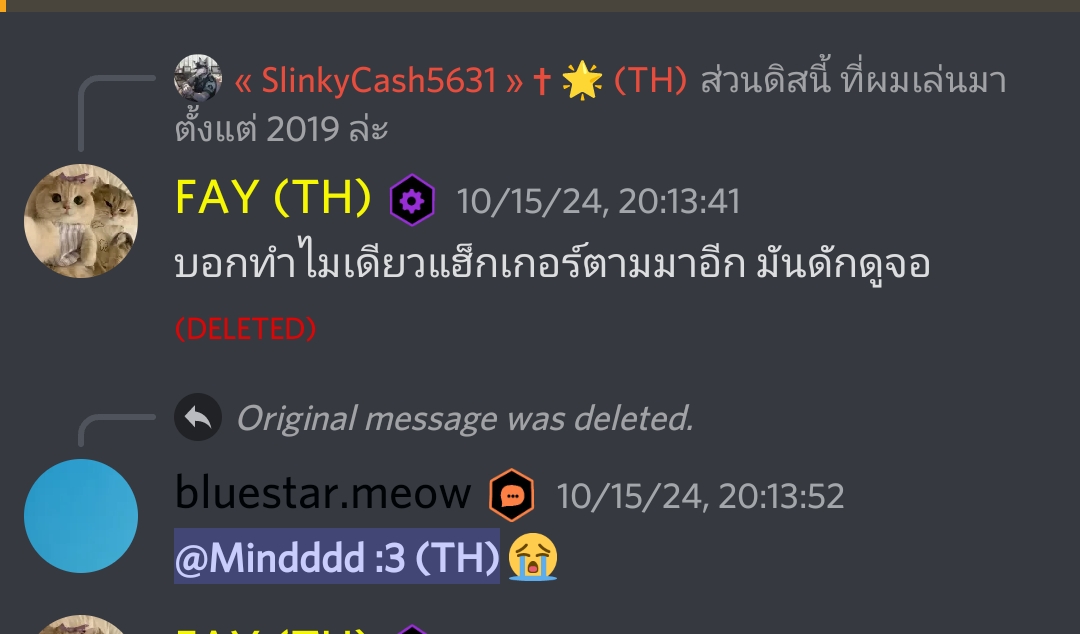 « SlinkyCash5631 » † 🌟 (TH) ส่วนดิสนี้ ที่ผมเล่นมา
ตั้งแต่ 2019 ล่ะ
FAY (TH) 10/15/24, 20:13:41
บอกทำไมเดียวแฮ็กเกอร์ตามมาอีก มันดักดูจอ
(DELETED)
Original message was deleted.
bluestar.meow 10/15/24, 20:13:52
@Mindddd :3 (TH) 😭
FAY (TH)